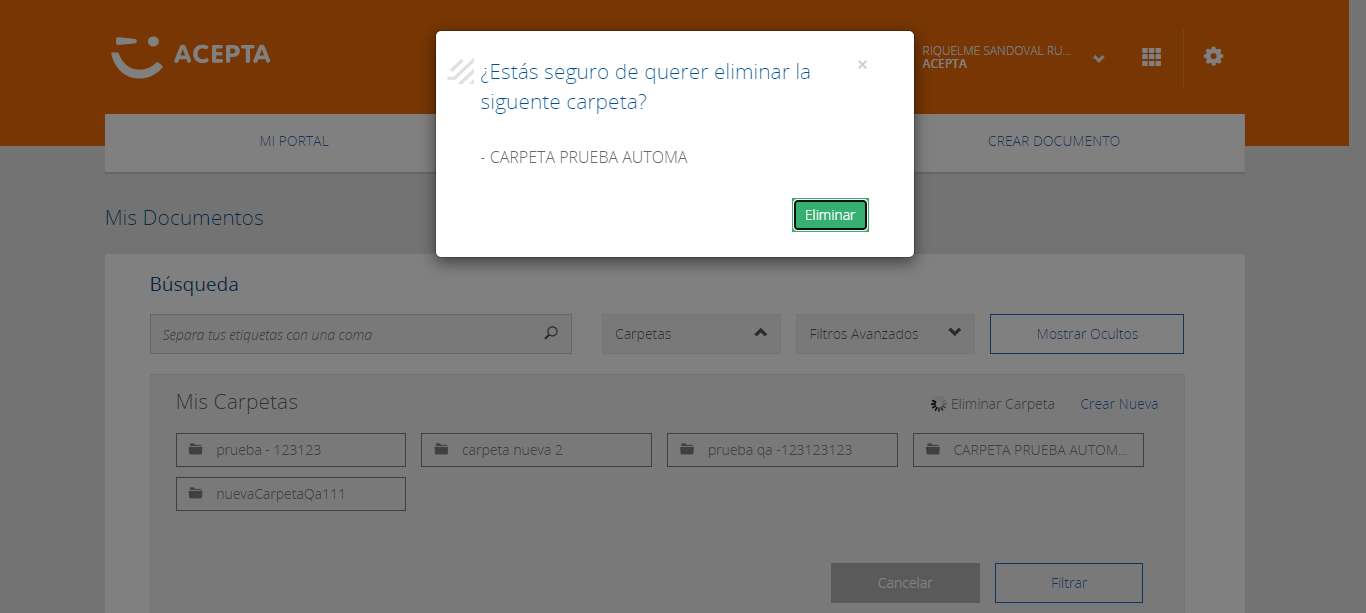 ACEPTA
RIQUELME SANDOVAL RU...
ACEPTA
¿Estás seguro de querer eliminar la
siguente carpeta?
×
- CARPETA PRUEBA AUTOMA
Eliminar
MI PORTAL
CREAR DOCUMENTO
Mis Documentos
Búsqueda
Separa tus etiquetas con una coma
Carpetas
Filtros Avanzados
Mostrar Ocultos
Mis Carpetas
Eliminar Carpeta
Crear Nueva
prueba - 123123
carpeta nueva 2
prueba qa -123123123
CARPETA PRUEBA AUTOM...
nuevaCarpetaQa111
Cancelar
Filtrar